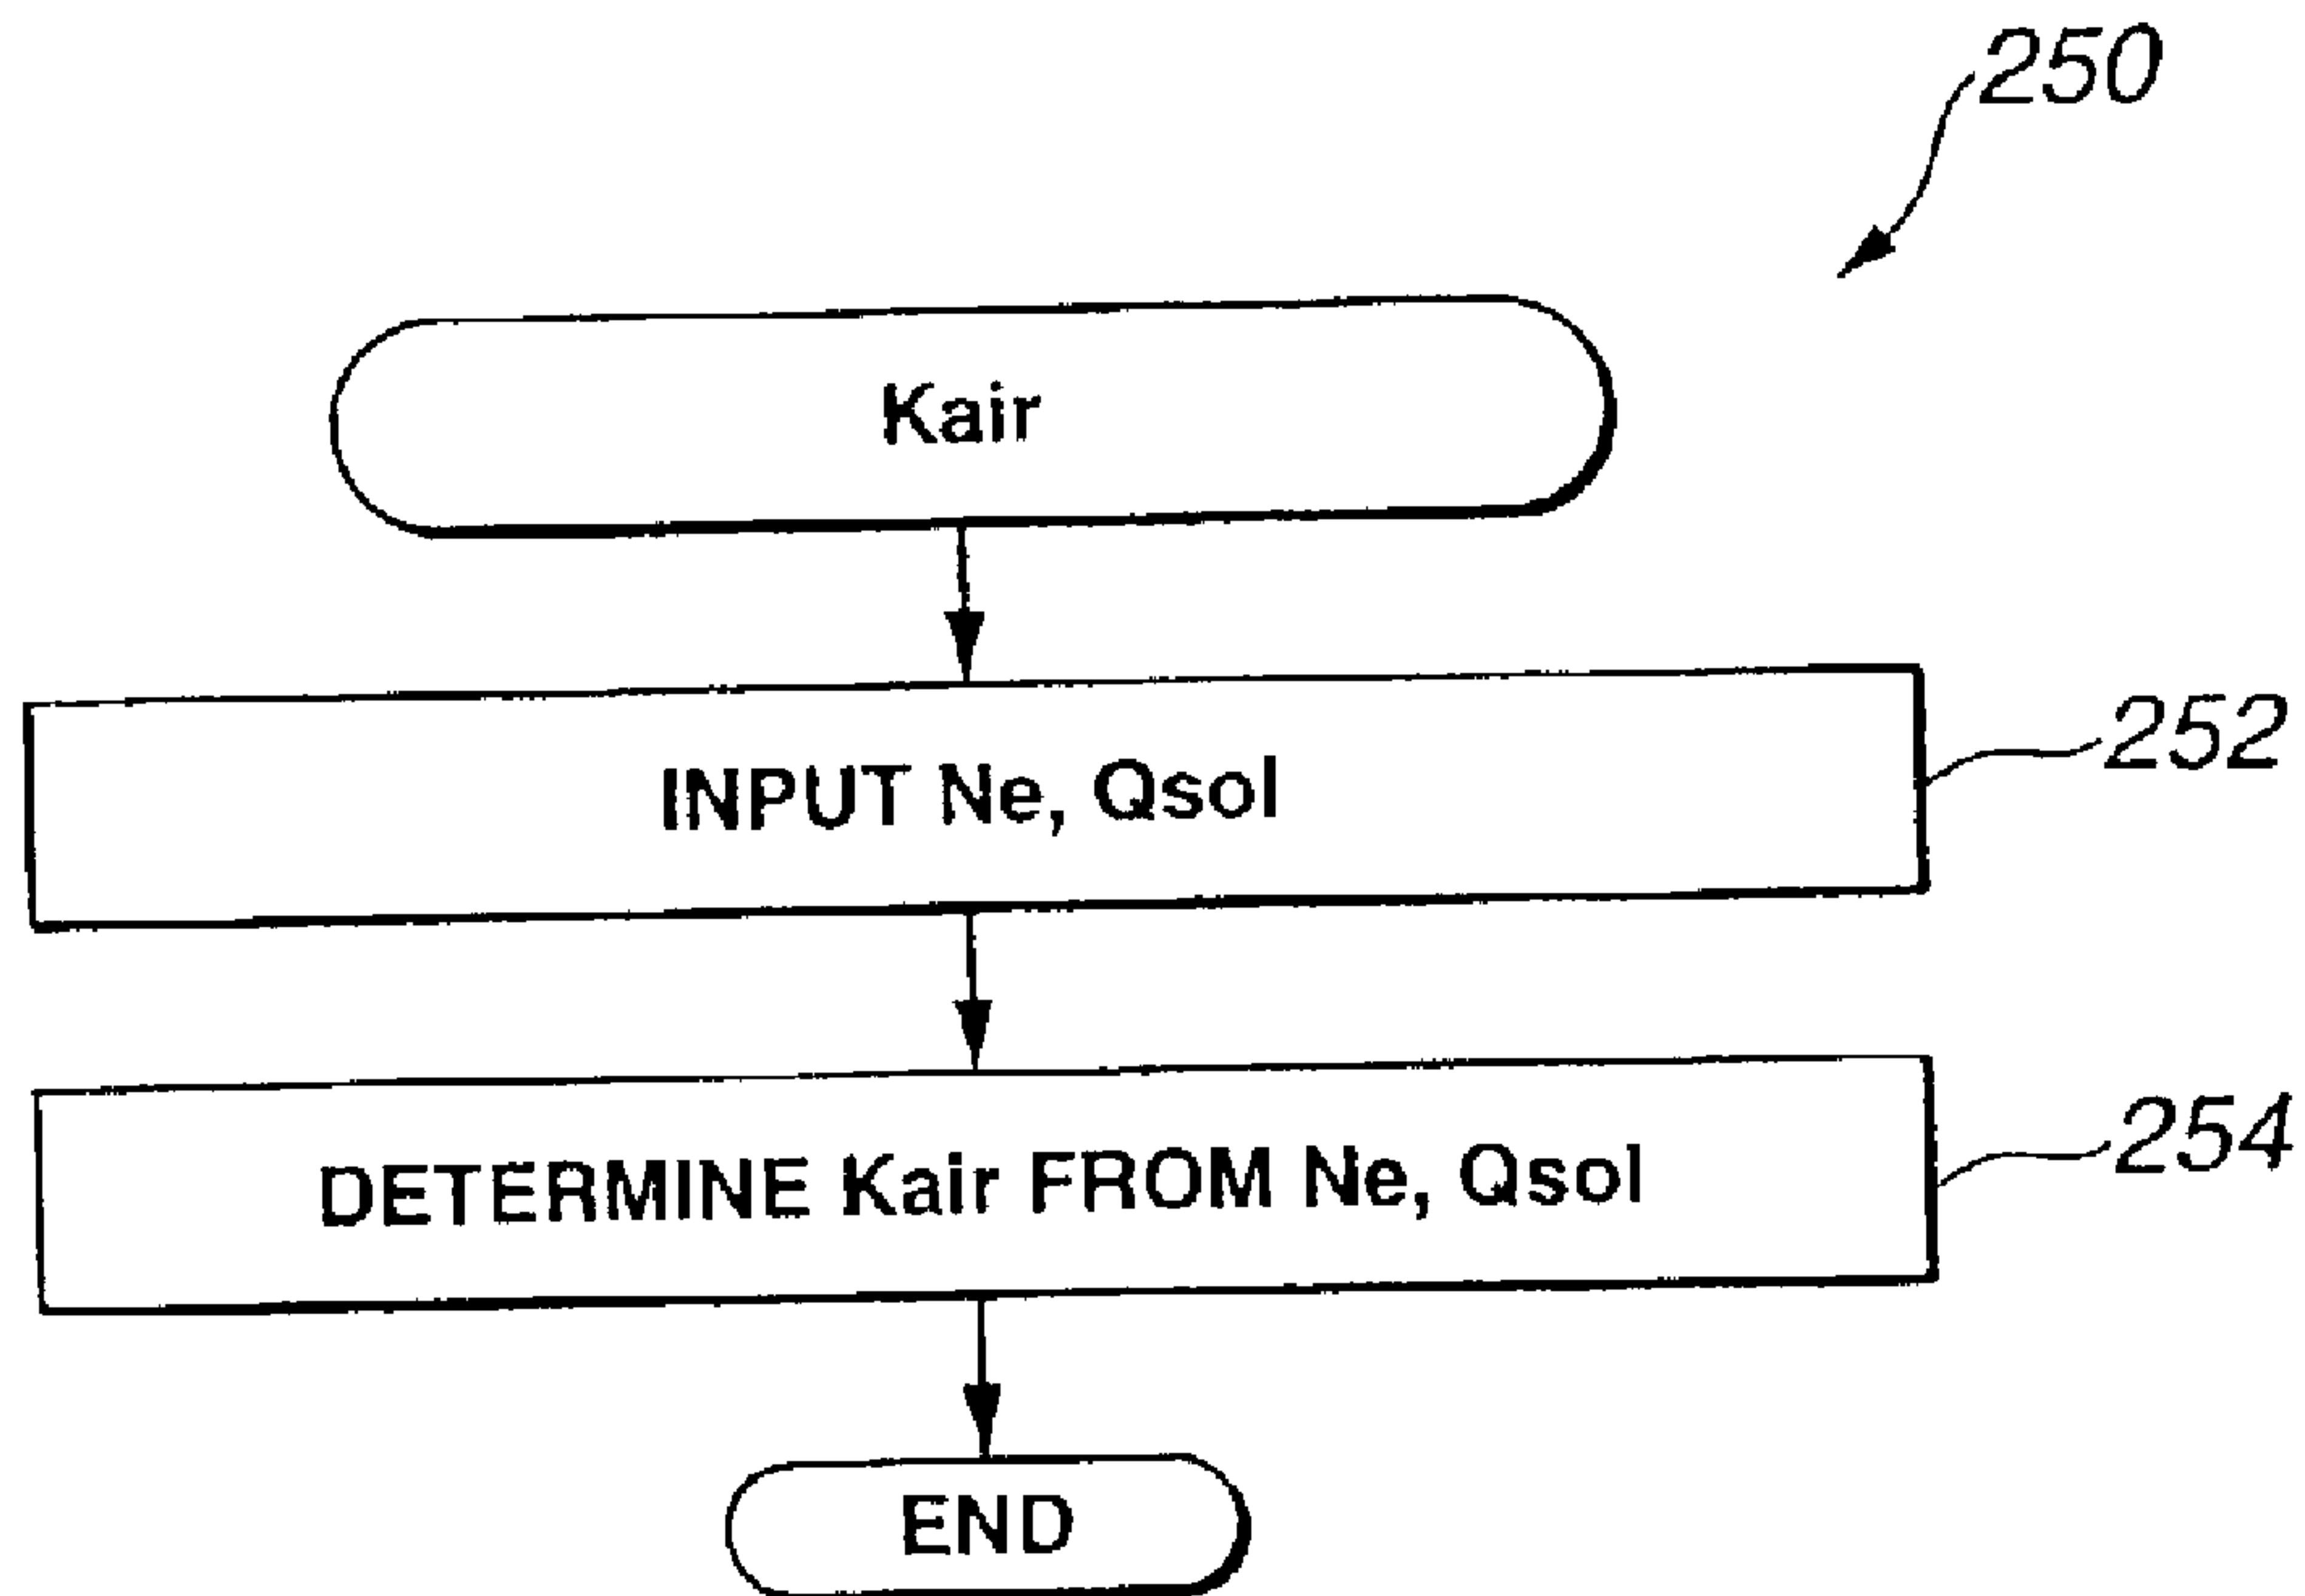 250
Kair
INPUT Ne, Qsol
252
DETERMINE Kair FROM Ne, Qsol
254
END